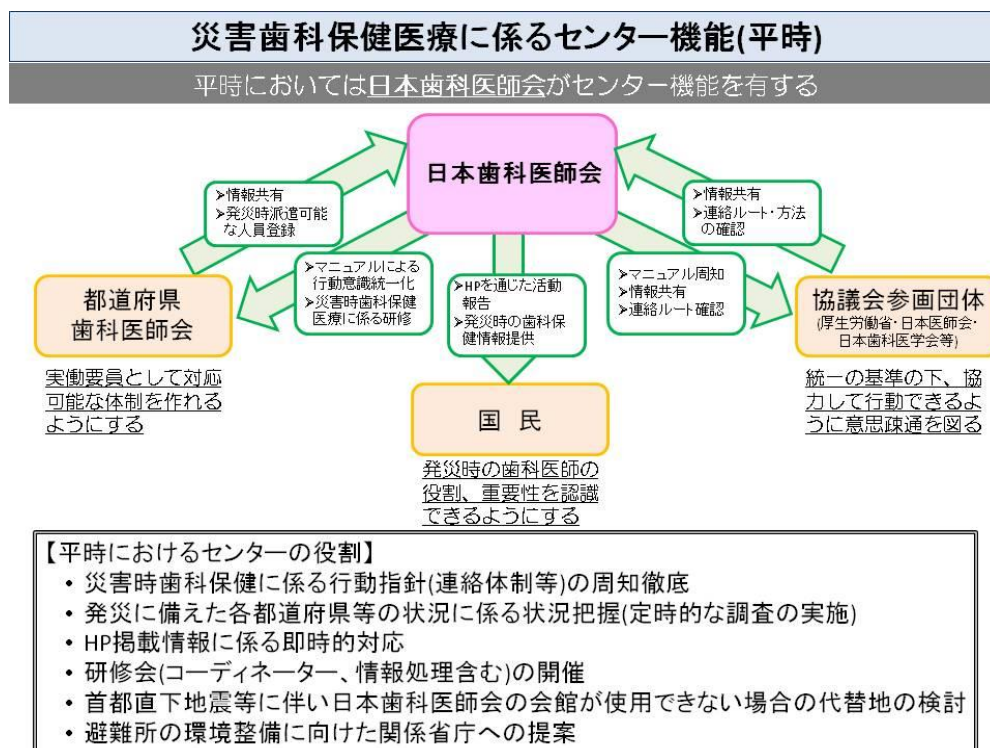 災害歯科保健医療に係るセンター機能(平時)
平時においては日本歯科医師会がセンター機能を有する
日本歯科医師会
➢情報共有
➢発災時派遣可能
な人員登録
➢情報共有
➢連絡ルート・方法
の確認
➢マニュアルによる
行動意識統一化
➢災害時歯科保健
医療に係る研修
➢HPを通じた活動
報告
➢発災時の歯科保
健情報提供
➢マニュアル周知
➢情報共有
➢連絡ルート確認
都道府県
歯科医師会
実働要員として対応
可能な体制を作れる
ようにする
協議会参画団体
(厚生労働省・日本医師会・
日本歯科医学会等)
統一の基準の下、協
力して行動できるよ
うに意思疎通を図る
国 民
発災時の歯科医師の
役割、重要性を認識
できるようにする
【平時におけるセンターの役割】
• 災害時歯科保健に係る行動指針(連絡体制等)の周知徹底
• 発災に備えた各都道府県等の状況に係る状況把握(定時的な調査の実施)
• HP掲載情報に係る即時的対応
• 研修会(コーディネーター、情報処理含む)の開催
• 首都直下地震等に伴い日本歯科医師会の会館が使用できない場合の代替地の検討
• 避難所の環境整備に向けた関係省庁への提案